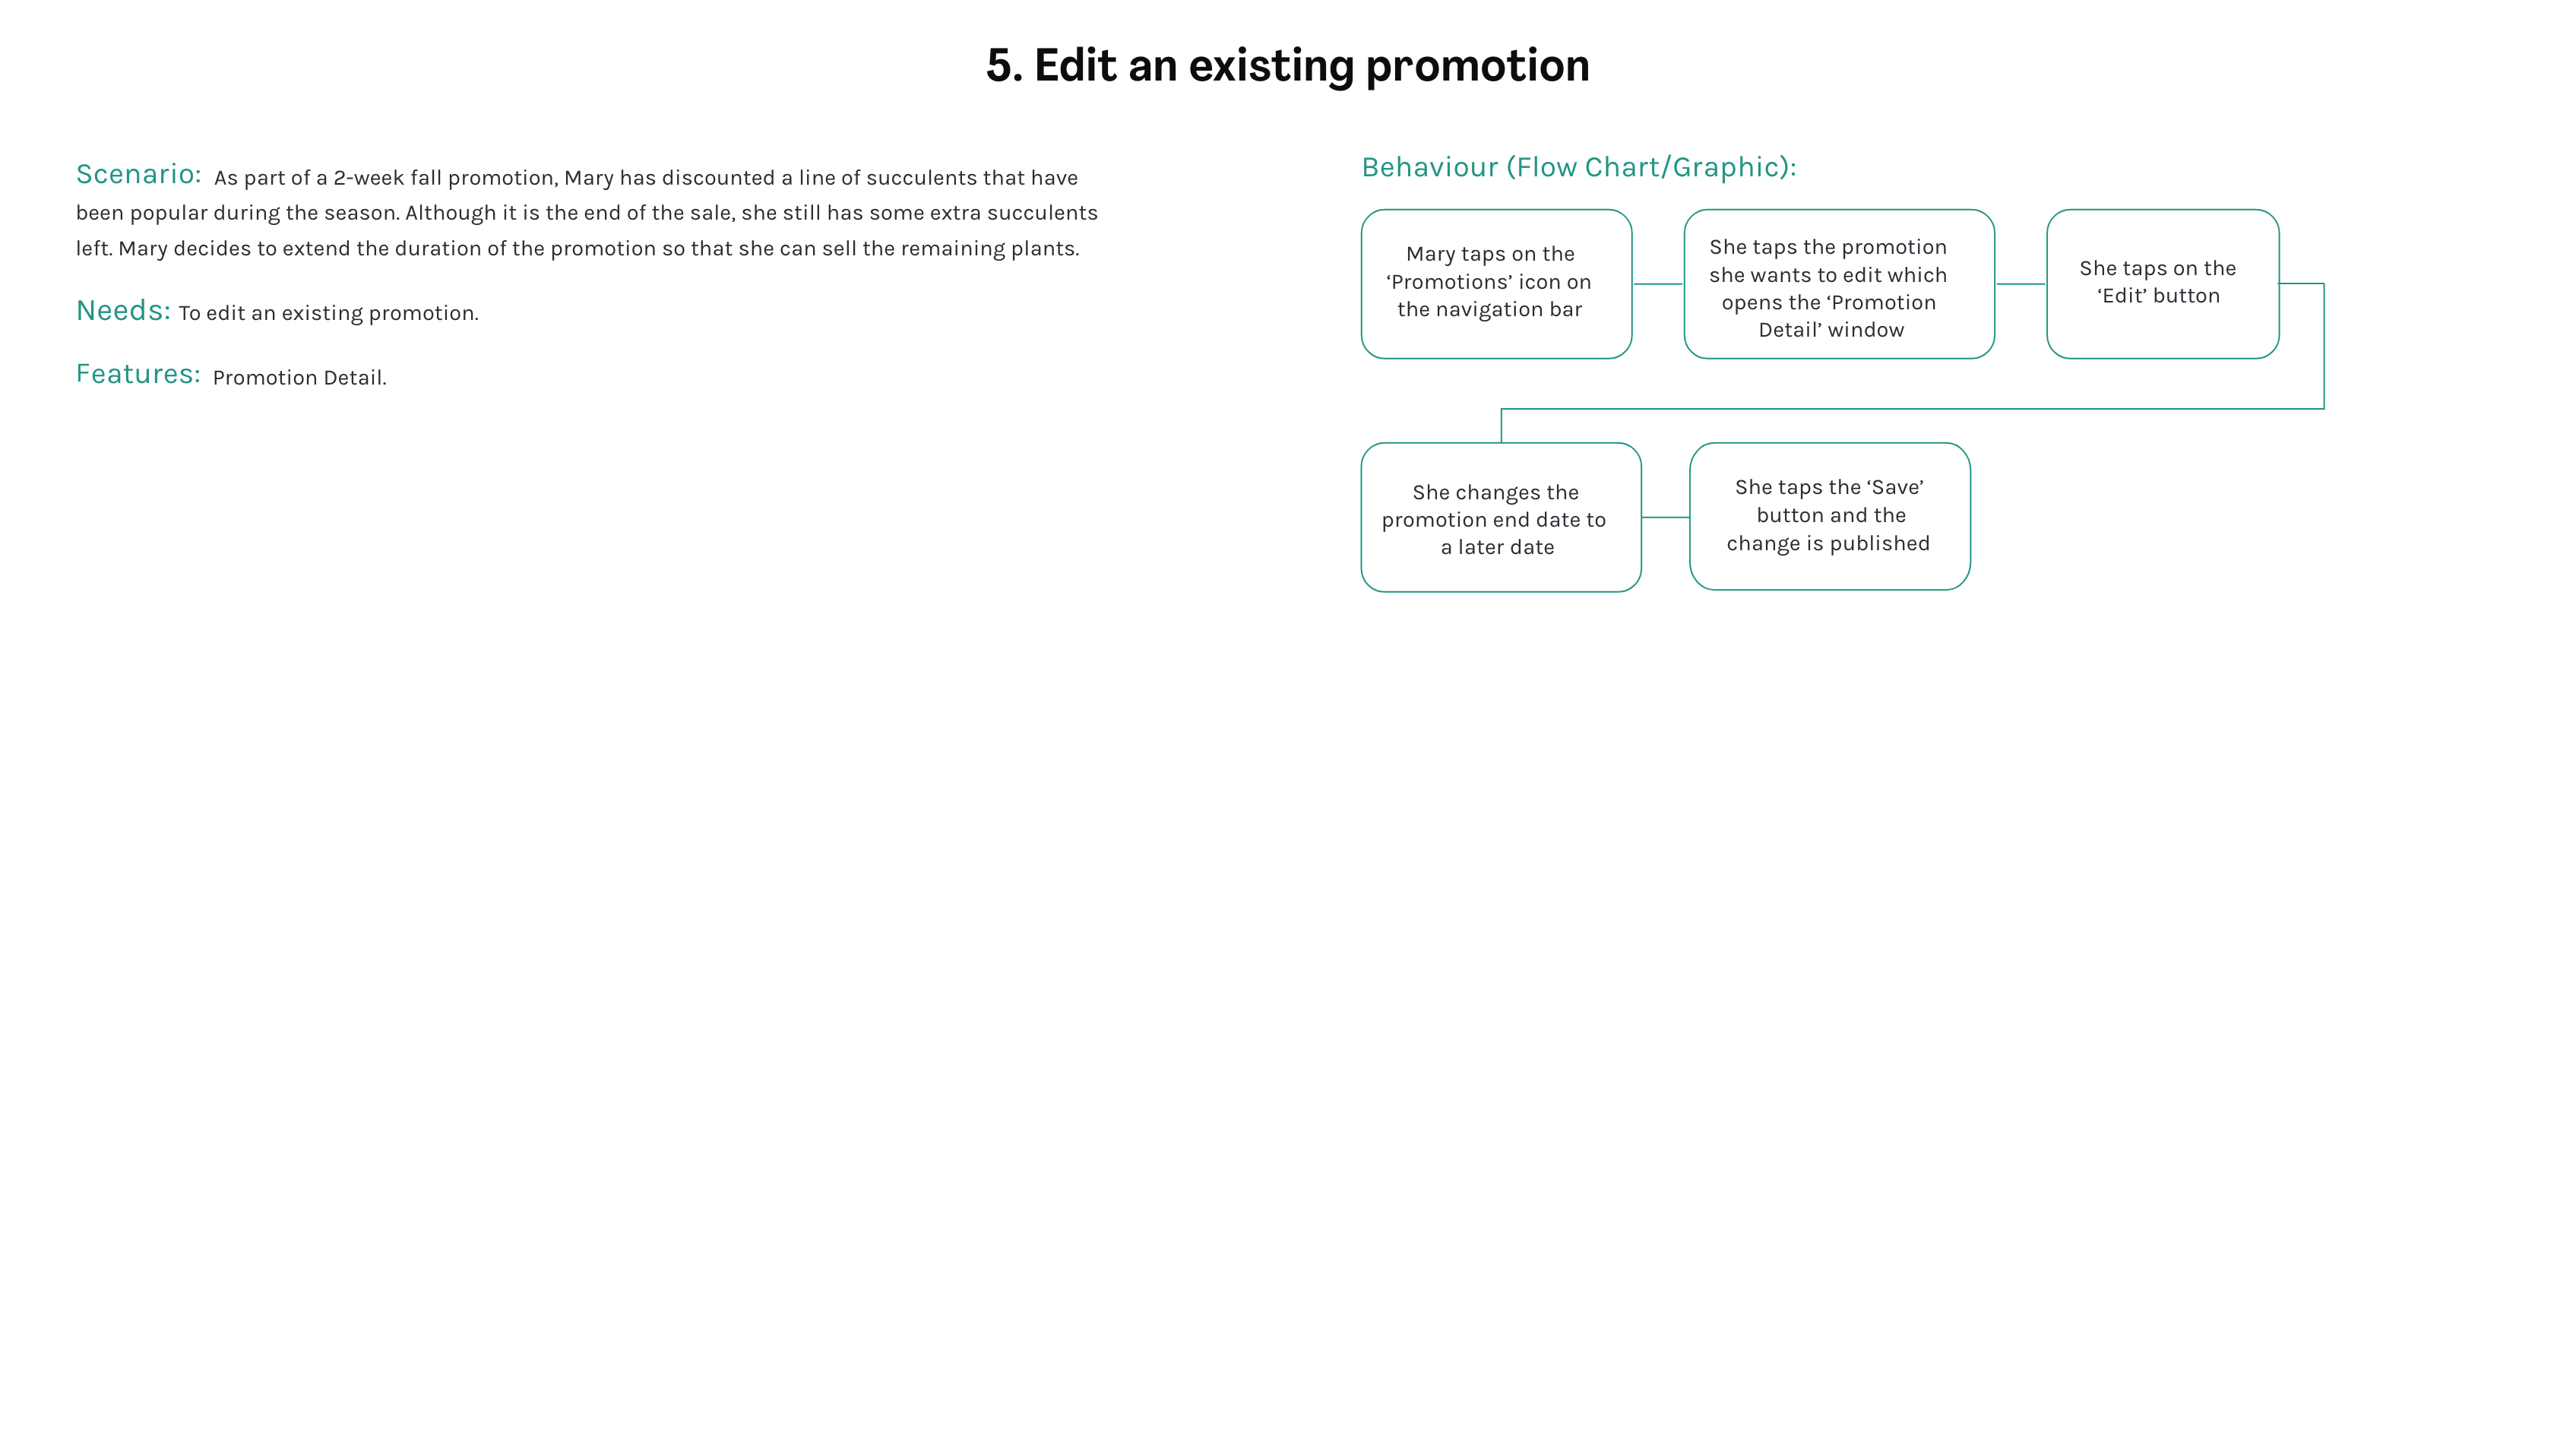 5. Edit an existing promotion
Scenario: As part of a 2-week fall promotion, Mary has discounted a line of succulents that have
been popular during the season. Although it is the end of the sale, she still has some extra succulents
left. Mary decides to extend the duration of the promotion so that she can sell the remaining plants.
Needs: To edit an existing promotion.
Features: Promotion Detail.
Behaviour (Flow Chart/Graphic):
Mary taps on the
‘Promotions’ icon on
the navigation bar
She taps the promotion
she wants to edit which
opens the ‘Promotion
Detail’ window
She taps on the
‘Edit’ button
She changes the
promotion end date to
a later date
She taps the ‘Save’
button and the
change is published